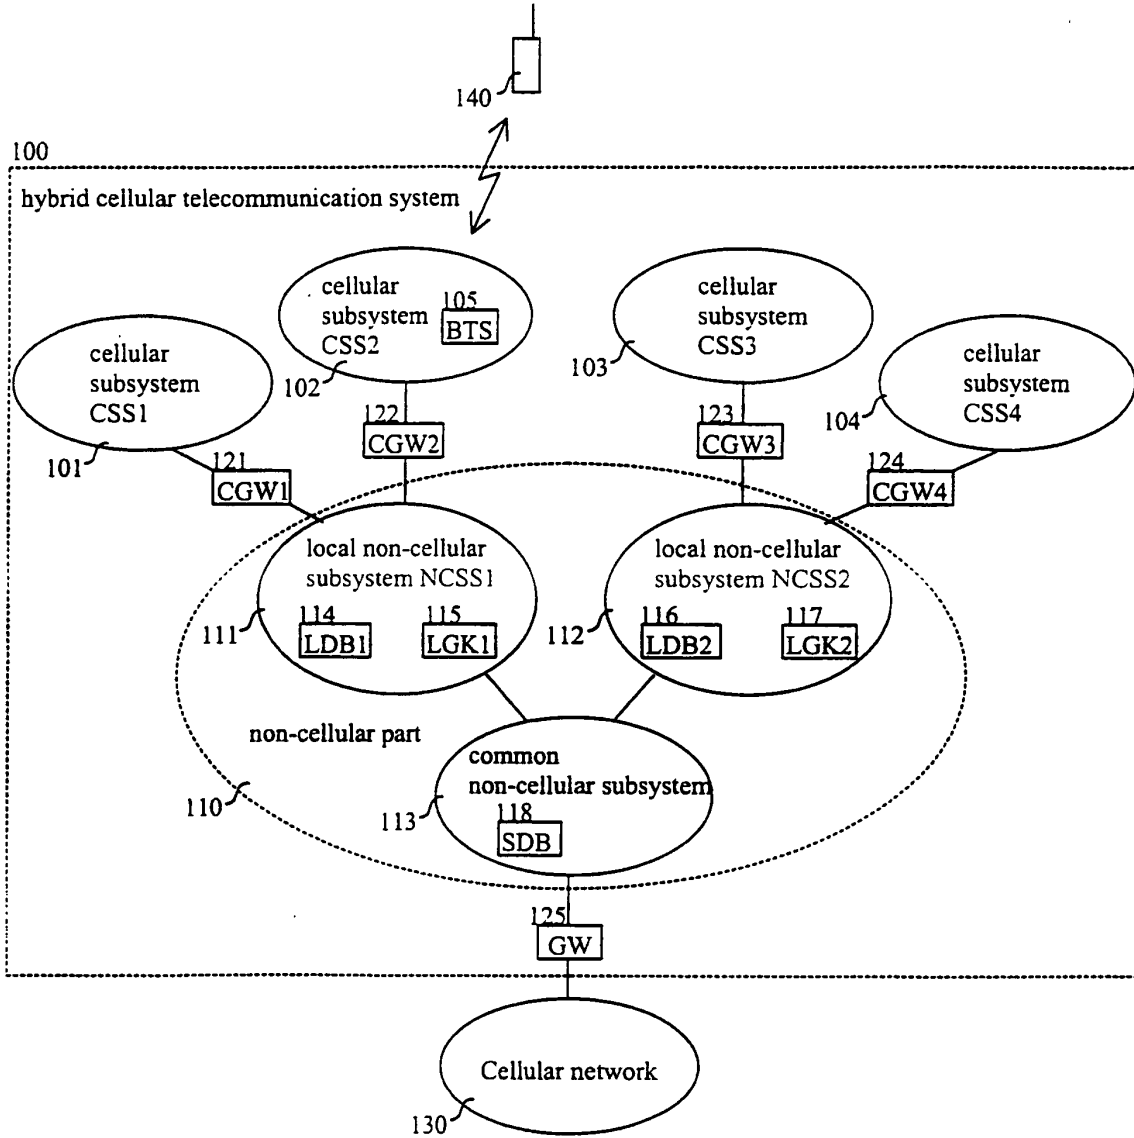 140
100
hybrid cellular telecommunication system
cellular
subsystem
CSS2
105
BTS
102
cellular
subsystem
CSS3
103
cellular
subsystem
CSS1
101
cellular
subsystem
CSS4
104
122
CGW2
123
CGW3
121
CGW1
124
CGW4
local non-cellular
subsystem NCSS1
114
LDB1
115
LGK1
111
local non-cellular
subsystem NCSS2
116
LDB2
117
LGK2
112
non-cellular part
110
common
non-cellular subsystem
118
SDB
113
125
GW
Cellular network
130